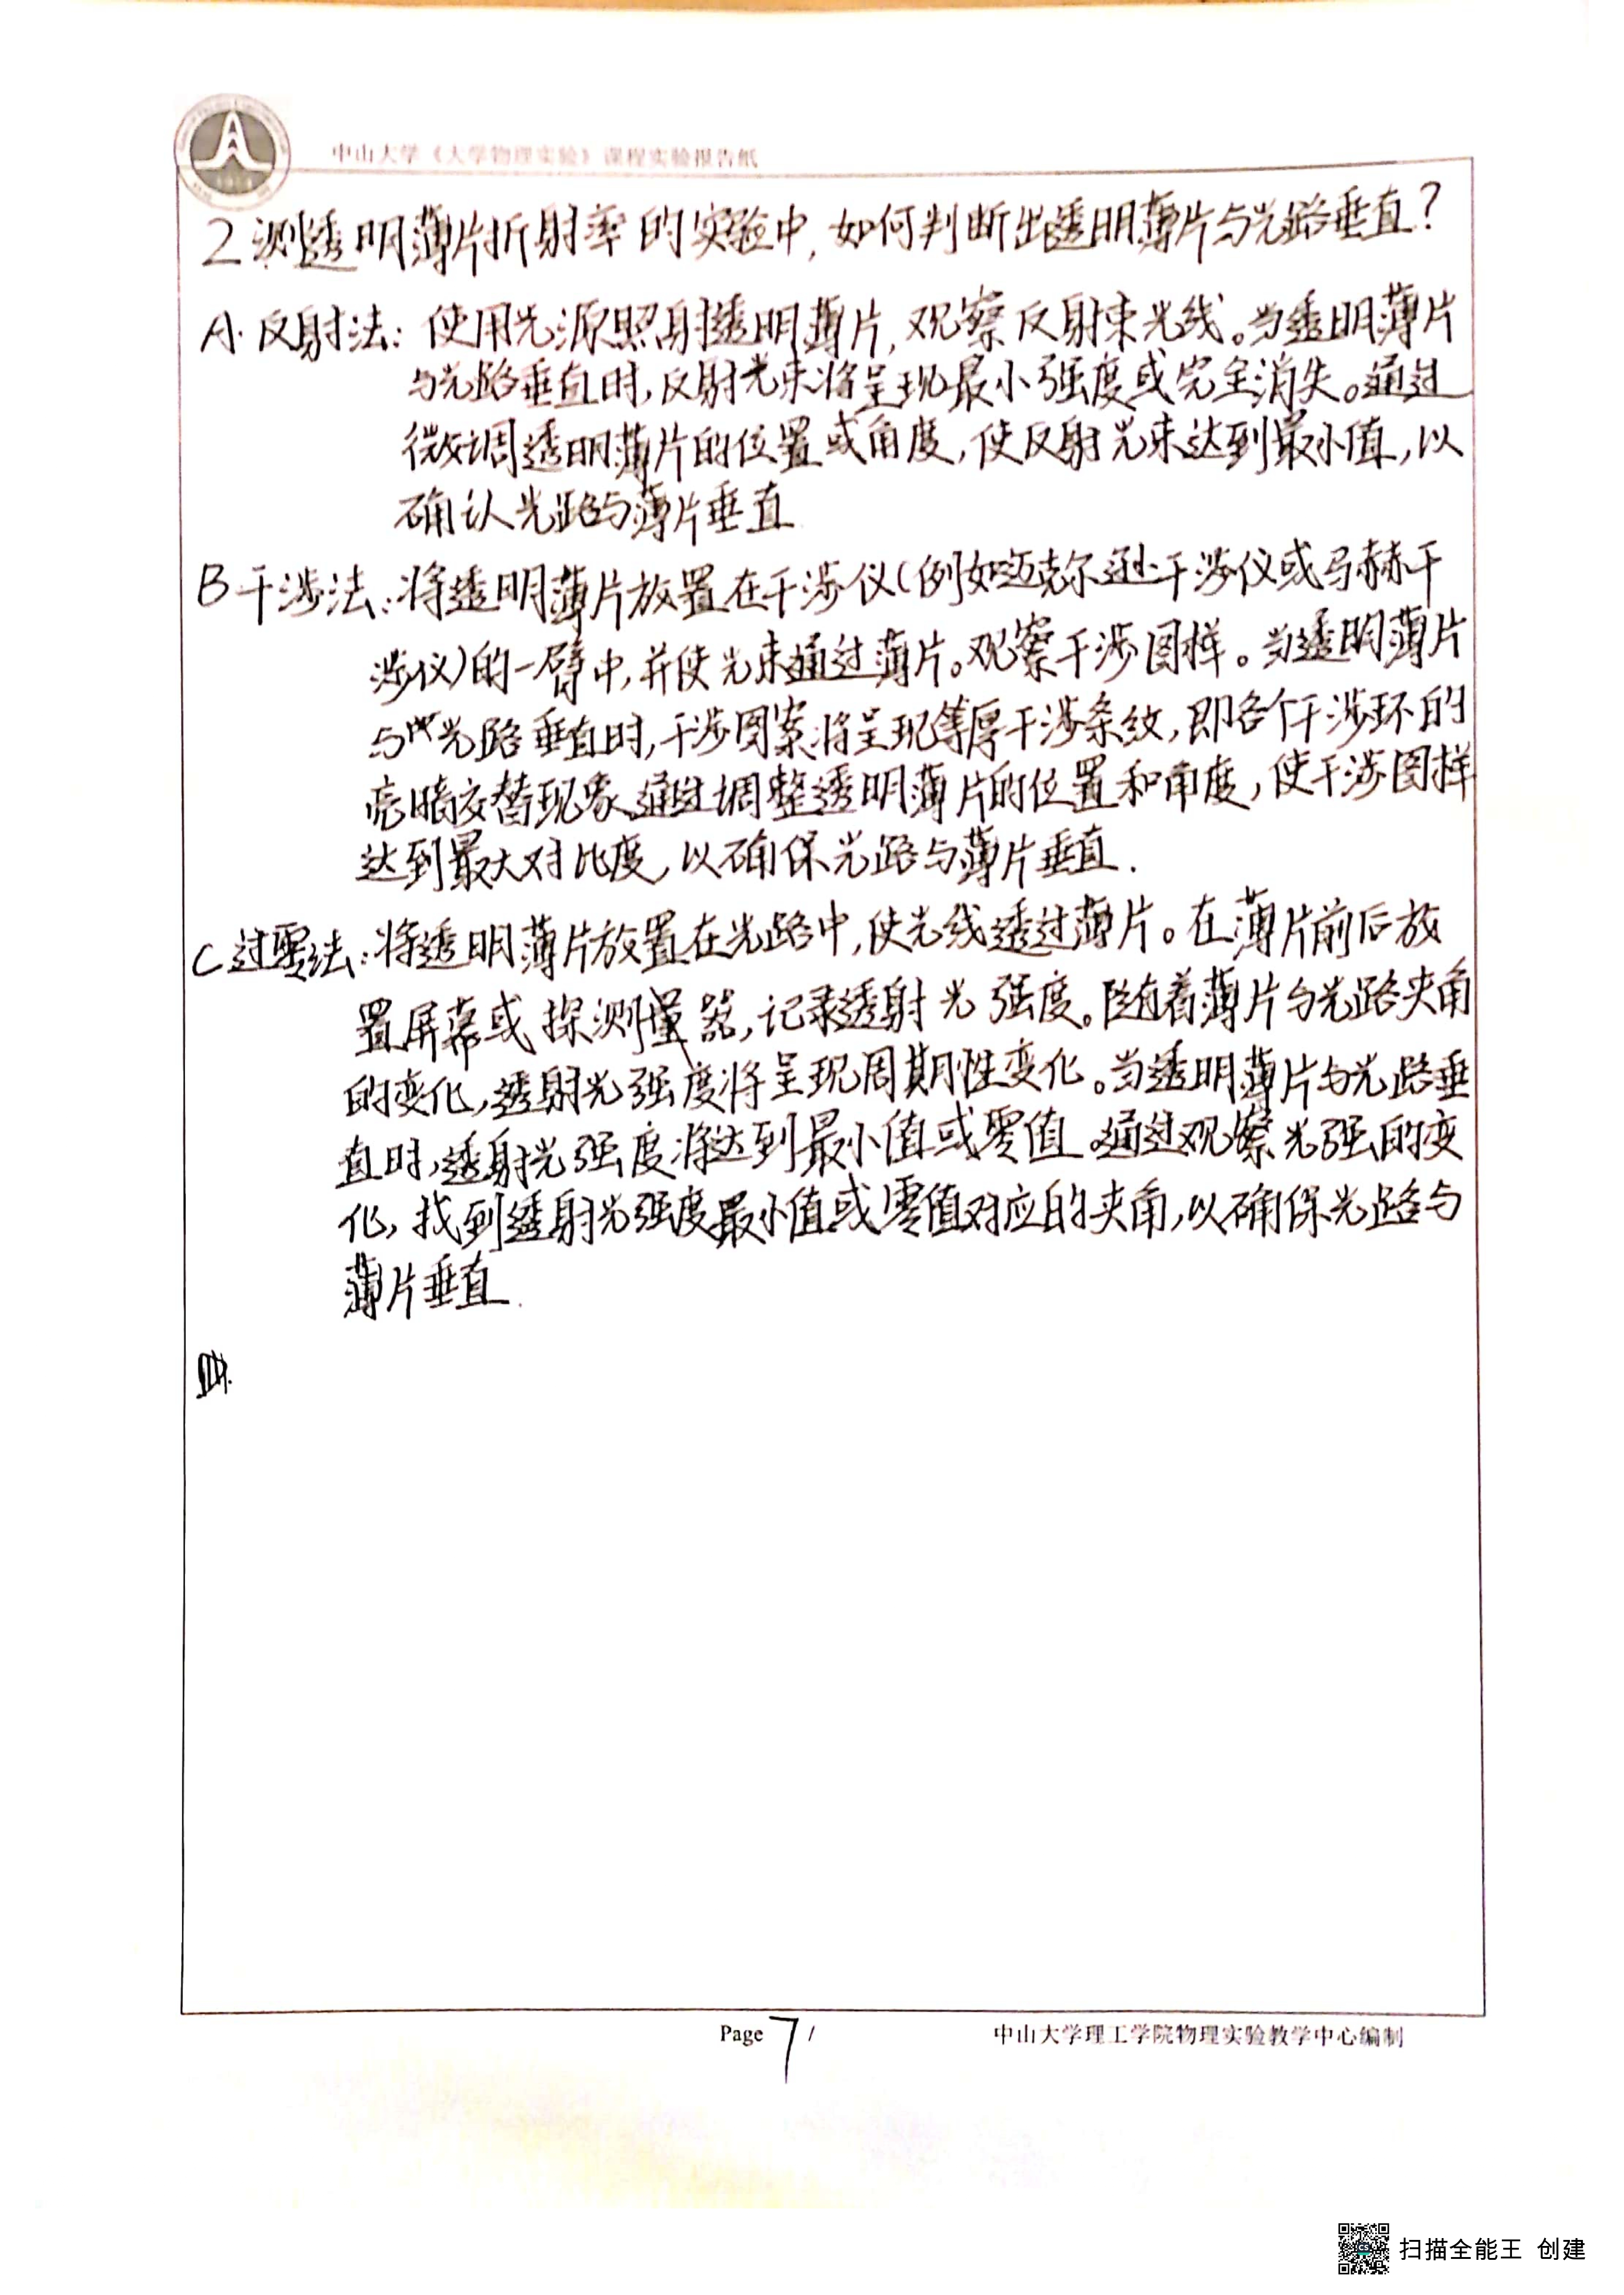 中山大学《大学物理实验》课程实验报告纸
2 测透明薄片折射率的实验中,如何判断出透明薄片与光路垂直?
A. 反射法: 使用光源照射透明薄片,观察反射束光线。当透明薄片
与光路垂直时,反射光束将呈现最小强度或完全消失。通过
微调透明薄片的位置或角度,使反射光束达到最小值,以
确认光路与薄片垂直
B 干涉法:将透明薄片放置在干涉仪(例如迈克尔逊干涉仪或马赫干
涉仪)的一臂中,并使光束通过薄片。观察干涉图样。当透明薄片
与光路垂直时,干涉图案将呈现等厚干涉条纹,即各个干涉环的
亮暗交替现象.通过调整透明薄片的位置和角度,使干涉图样
达到最大对比度,以确保光路与薄片垂直.
C 过零法:将透明薄片放置在光路中,使光线透过薄片。在薄片前后放
置屏幕或探测器,记录透射光强度。随着薄片与光路夹角
的变化,透射光强度将呈现周期性变化。当透明薄片与光路垂
直时,透射光强度将达到最小值或零值.通过观察光强的变
化,找到透射光强度最小值或零值对应的夹角,以确保光路与
薄片垂直.
Page 7 /
中山大学理工学院物理实验教学中心编制
扫描全能王 创建